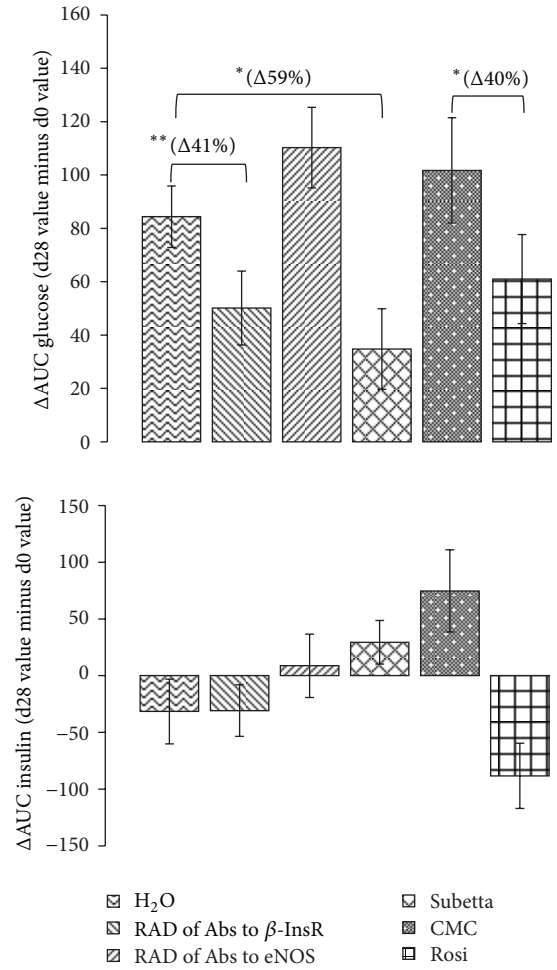 160
140
120
100
80
60
40
20
0
ΔAUC glucose (d28 value minus d0 value)
** (Δ41%)
* (Δ59%)
* (Δ40%)
150
100
50
0
−50
−100
−150
ΔAUC insulin (d28 value minus d0 value)
H₂O
RAD of Abs to β-InsR
RAD of Abs to eNOS
Subetta
CMC
Rosi